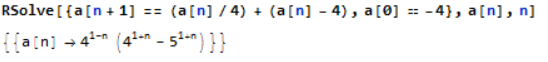 RSolve[{a[n + 1] == (a[n] / 4) + (a[n] - 4), a[0] == -4}, a[n], n]
{{a[n] → 4^(1-n) (4^(1+n) - 5^(1+n))}}